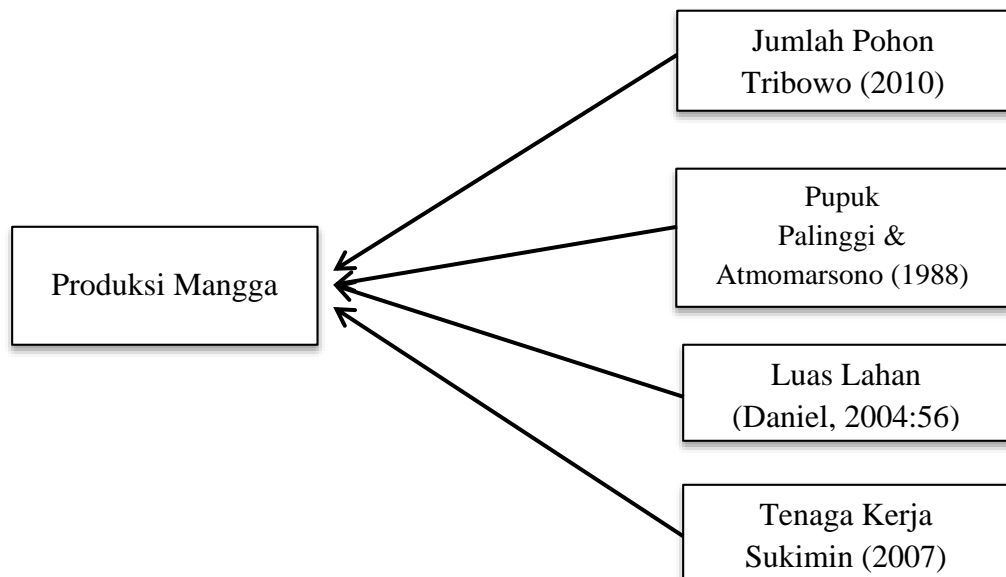 Jumlah Pohon
Tribowo (2010)
Pupuk
Palinggi &
Atmomarsono (1988)
Produksi Mangga
Luas Lahan
(Daniel, 2004:56)
Tenaga Kerja
Sukimin (2007)